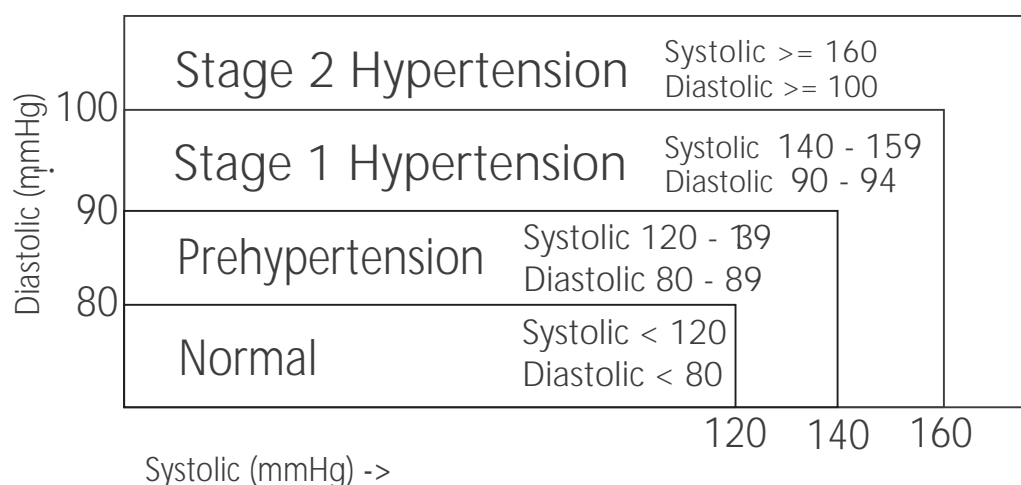 Stage 2 Hypertension
Systolic >= 160
Diastolic >= 100
100
Stage 1 Hypertension
Systolic 140 - 159
Diastolic 90 - 94
90
Prehypertension
Systolic 120 - 139
Diastolic 80 - 89
80
Normal
Systolic < 120
Diastolic < 80
Diastolic (mmHg)
120 140 160
Systolic (mmHg) ->